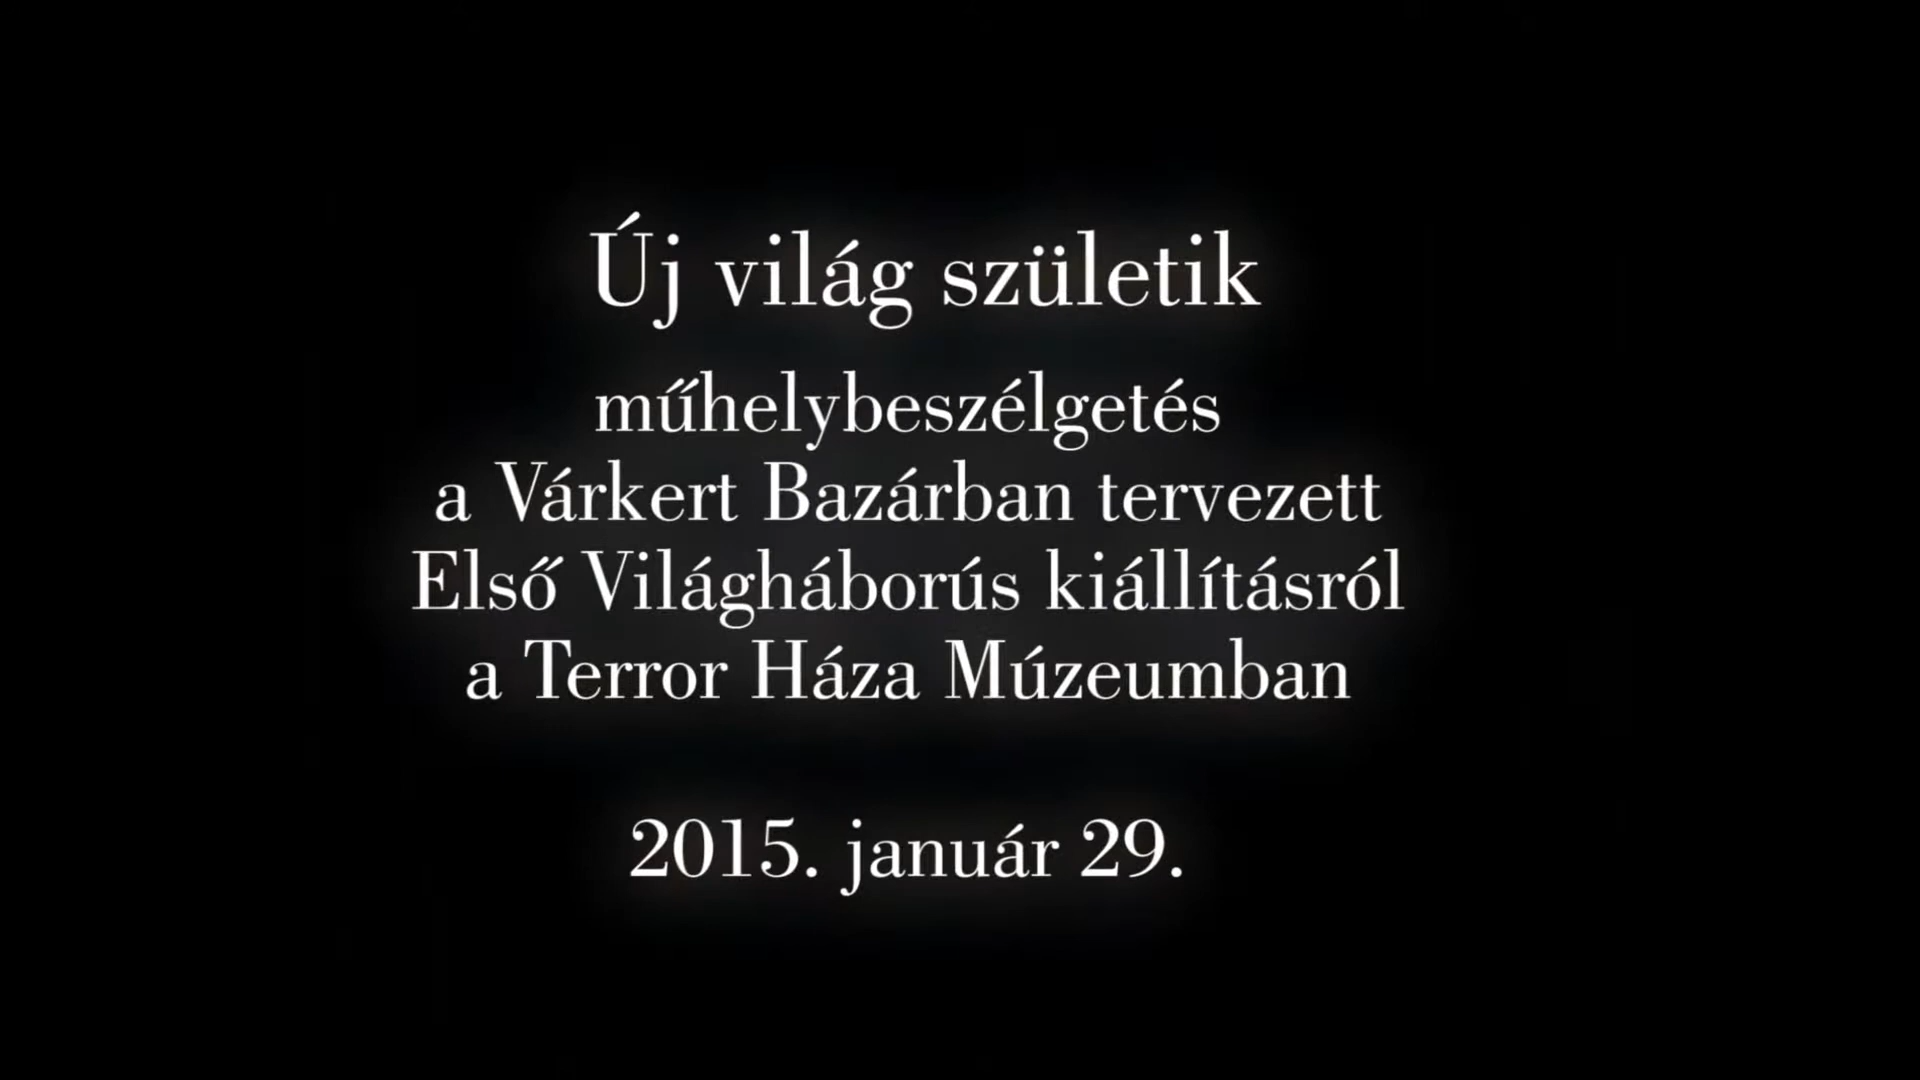 Új világ születik
műhelybeszélgetés
a Várkert Bazárban tervezett
Első Világháborús kiállításról
a Terror Háza Múzeumban
2015. január 29.